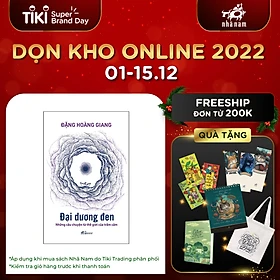 TIKI Super Brand Day
nhã nam
DỌN KHO ONLINE 2022
01-15.12
FREESHIP
ĐƠN TỪ 200K
QUÀ TẶNG
ĐẶNG HOÀNG GIANG
Đại dương đen
Những câu chuyện từ thế giới của trầm cảm
*Áp dụng khi mua sách Nhã Nam do Tiki Trading phân phối
*Kiểm tra giỏ hàng trước khi thanh toán